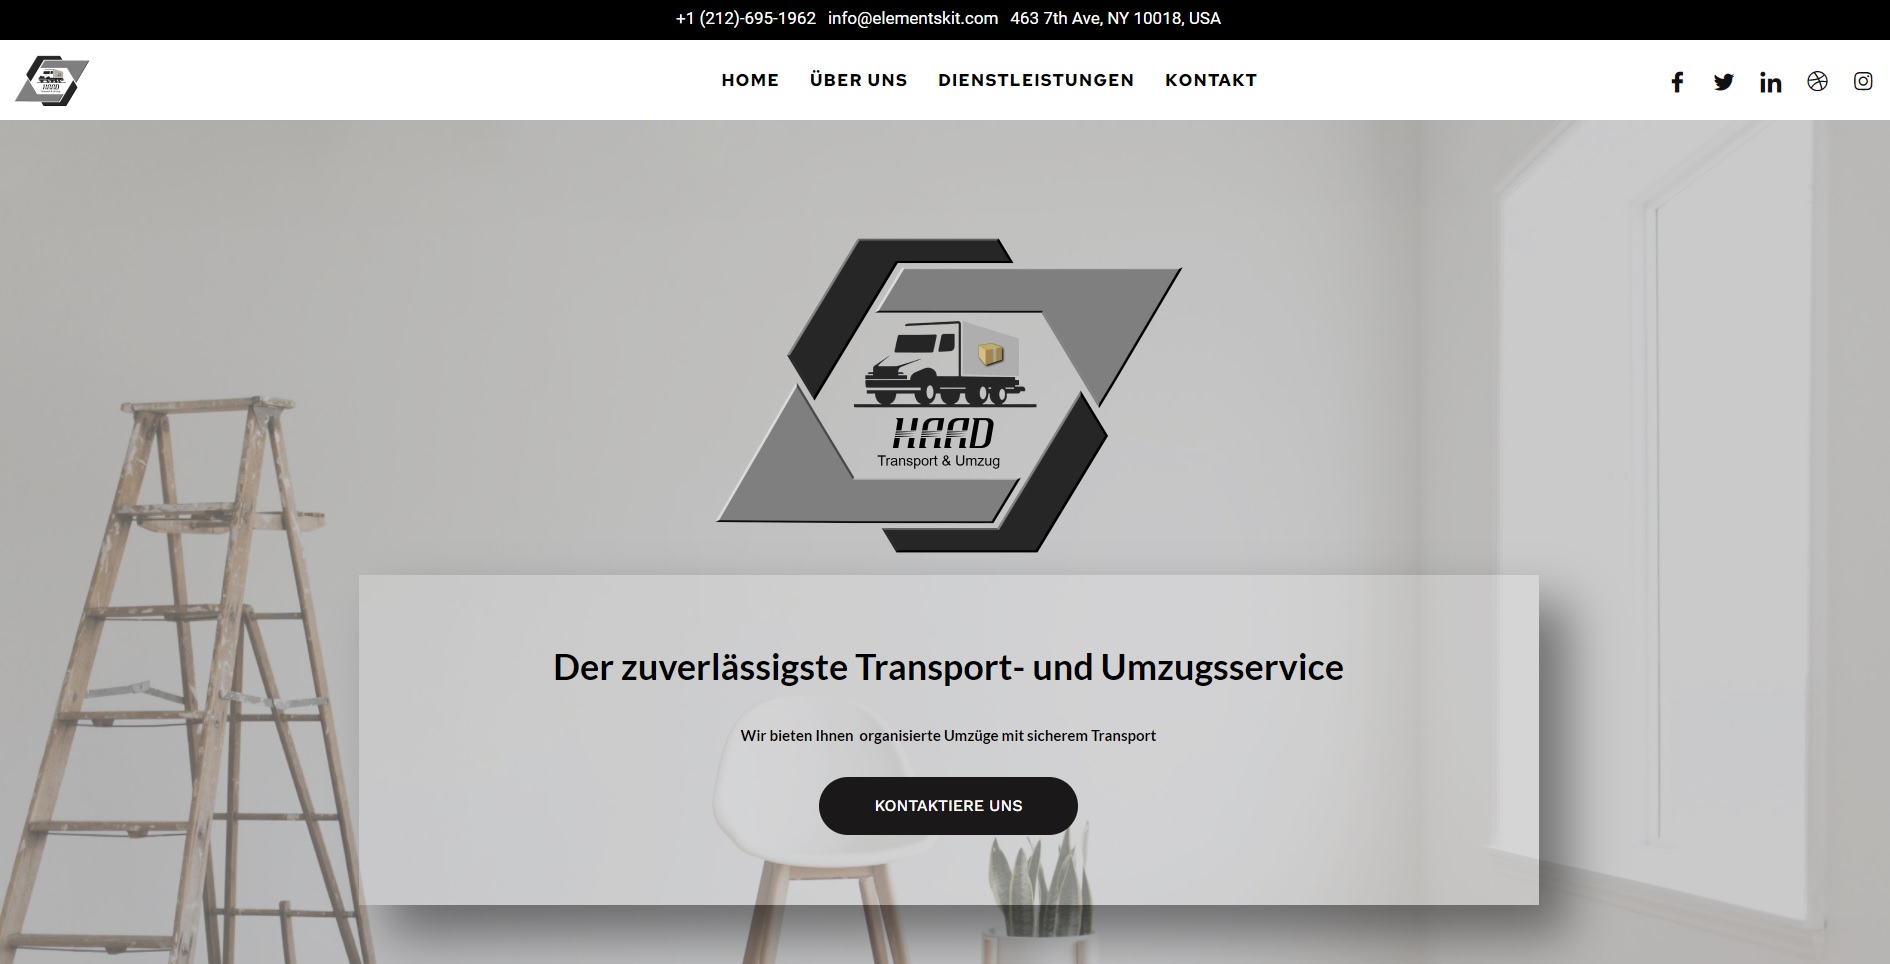 +1 (212)-695-1962 info@elementskit.com 463 7th Ave, NY 10018, USA
HOME ÜBER UNS DIENSTLEISTUNGEN KONTAKT
HAAD
Transport & Umzug
Der zuverlässigste Transport- und Umzugsservice
Wir bieten Ihnen organisierte Umzüge mit sicherem Transport
KONTAKTIERE UNS